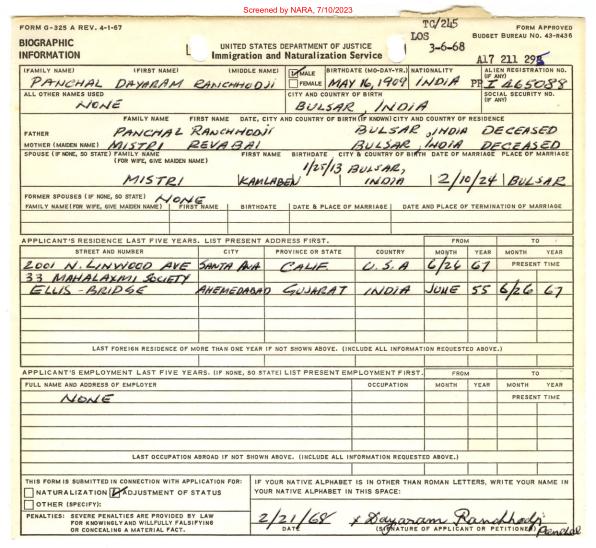 Screened by NARA, 7/10/2023
FORM G-325 A REV. 4-1-67
TC/245
FORM APPROVED
LOS
BUDGET BUREAU NO. 43-R436
BIOGRAPHIC
INFORMATION
UNITED STATES DEPARTMENT OF JUSTICE
Immigration and Naturalization Service
3-6-68
A17 211 295
(FAMILY NAME) (FIRST NAME) (MIDDLE NAME) MALE FEMALE BIRTHDATE (MO-DAY-YR.) NATIONALITY ALIEN REGISTRATION NO. (IF ANY)
PANCHAL DAYARAM RANCHHODJI MAY 16, 1909 INDIA PP I 465088
ALL OTHER NAMES USED CITY AND COUNTRY OF BIRTH SOCIAL SECURITY NO. (IF ANY)
NONE BULSAR, INDIA
FAMILY NAME FIRST NAME DATE, CITY AND COUNTRY OF BIRTH (IF KNOWN) CITY AND COUNTRY OF RESIDENCE
FATHER PANCHAL RANCHHODJI BULSAR, INDIA DECEASED
MOTHER (MAIDEN NAME) MISTRI REVABAI BULSAR, INDIA DECEASED
SPOUSE (IF NONE, SO STATE) FAMILY NAME (FOR WIFE, GIVE MAIDEN NAME) FIRST NAME BIRTHDATE CITY & COUNTRY OF BIRTH DATE OF MARRIAGE PLACE OF MARRIAGE
1/25/13 BULSAR,
MISTRI KAMLABEN INDIA 2/10/24 BULSAR
FORMER SPOUSES (IF NONE, SO STATE) NONE
FAMILY NAME (FOR WIFE, GIVE MAIDEN NAME) FIRST NAME BIRTHDATE DATE & PLACE OF MARRIAGE DATE AND PLACE OF TERMINATION OF MARRIAGE
APPLICANT'S RESIDENCE LAST FIVE YEARS. LIST PRESENT ADDRESS FIRST. FROM TO
STREET AND NUMBER CITY PROVINCE OR STATE COUNTRY MONTH YEAR MONTH YEAR
2001 N. LINWOOD AVE SANTA ANA CALIF U.S.A 6/26 67 PRESENT TIME
33 MAHALAXMI SOCIETY
ELLIS-BRIDGE AHEMEDABAD GUJARAT INDIA JUNE 55 6/26 67
LAST FOREIGN RESIDENCE OF MORE THAN ONE YEAR IF NOT SHOWN ABOVE. (INCLUDE ALL INFORMATION REQUESTED ABOVE.)
APPLICANT'S EMPLOYMENT LAST FIVE YEARS. (IF NONE, SO STATE) LIST PRESENT EMPLOYMENT FIRST. FROM TO
FULL NAME AND ADDRESS OF EMPLOYER OCCUPATION MONTH YEAR MONTH YEAR
NONE PRESENT TIME
LAST OCCUPATION ABROAD IF NOT SHOWN ABOVE. (INCLUDE ALL INFORMATION REQUESTED ABOVE.)
THIS FORM IS SUBMITTED IN CONNECTION WITH APPLICATION FOR:
NATURALIZATION ADJUSTMENT OF STATUS
OTHER (SPECIFY):
IF YOUR NATIVE ALPHABET IS IN OTHER THAN ROMAN LETTERS, WRITE YOUR NAME IN
YOUR NATIVE ALPHABET IN THIS SPACE:
PENALTIES: SEVERE PENALTIES ARE PROVIDED BY LAW
FOR KNOWINGLY AND WILLFULLY FALSIFYING
OR CONCEALING A MATERIAL FACT.
2/21/68 x Dayaram Ranchhodji Panchal
DATE (SIGNATURE OF APPLICANT OR PETITIONER)